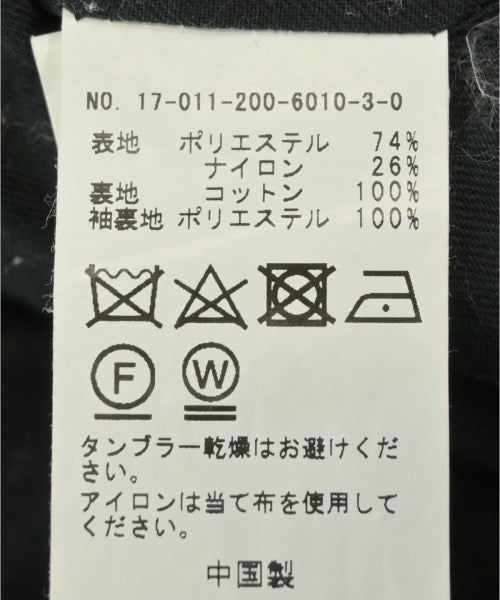 NO. 17-011-200-6010-3-0
表地 ポリエステル 74%
ナイロン 26%
裏地 コットン 100%
袖裏地 ポリエステル 100%
F W
タンブラー乾燥はお避けくだ
さい。
アイロンは当て布を使用して
ください。
中国製